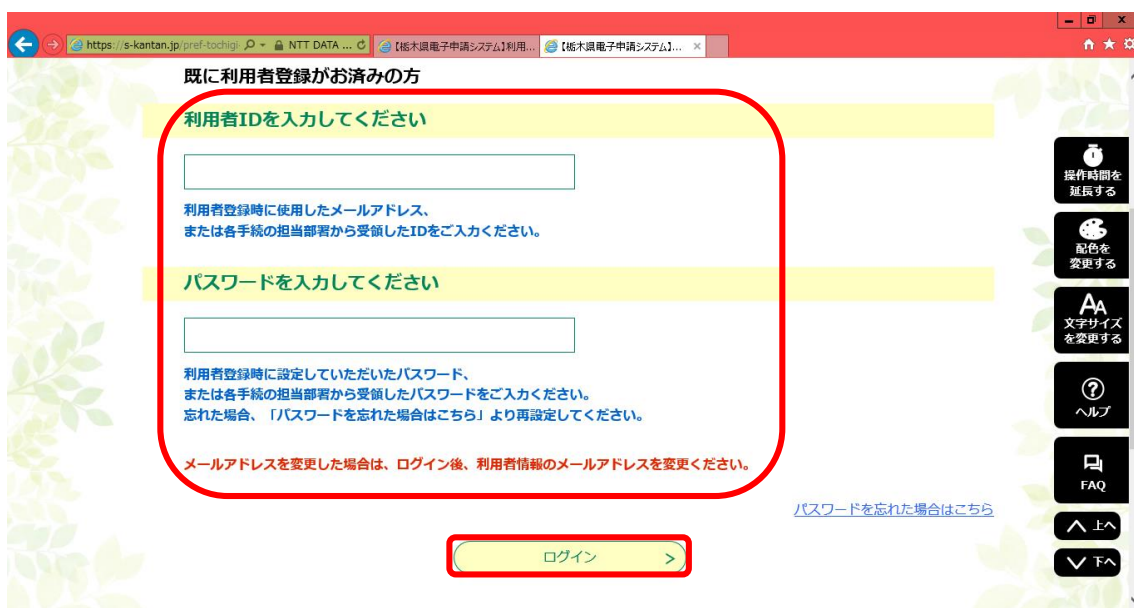 https://s-kantan.jp/pref-tochigi
NTT DATA ...
【栃木県電子申請システム】利用...
【栃木県電子申請システム】...
既に利用者登録がお済みの方
利用者IDを入力してください
利用者登録時に使用したメールアドレス、
または各手続の担当部署から受領したIDをご入力ください。
パスワードを入力してください
利用者登録時に設定していただいたパスワード、
または各手続の担当部署から受領したパスワードをご入力ください。
忘れた場合、「パスワードを忘れた場合はこちら」より再設定してください。
メールアドレスを変更した場合は、ログイン後、利用者情報のメールアドレスを変更ください。
パスワードを忘れた場合はこちら
ログイン >
操作時間を
延長する
配色を
変更する
AA
文字サイズ
を変更する
?
ヘルプ
FAQ
上へ
下へ